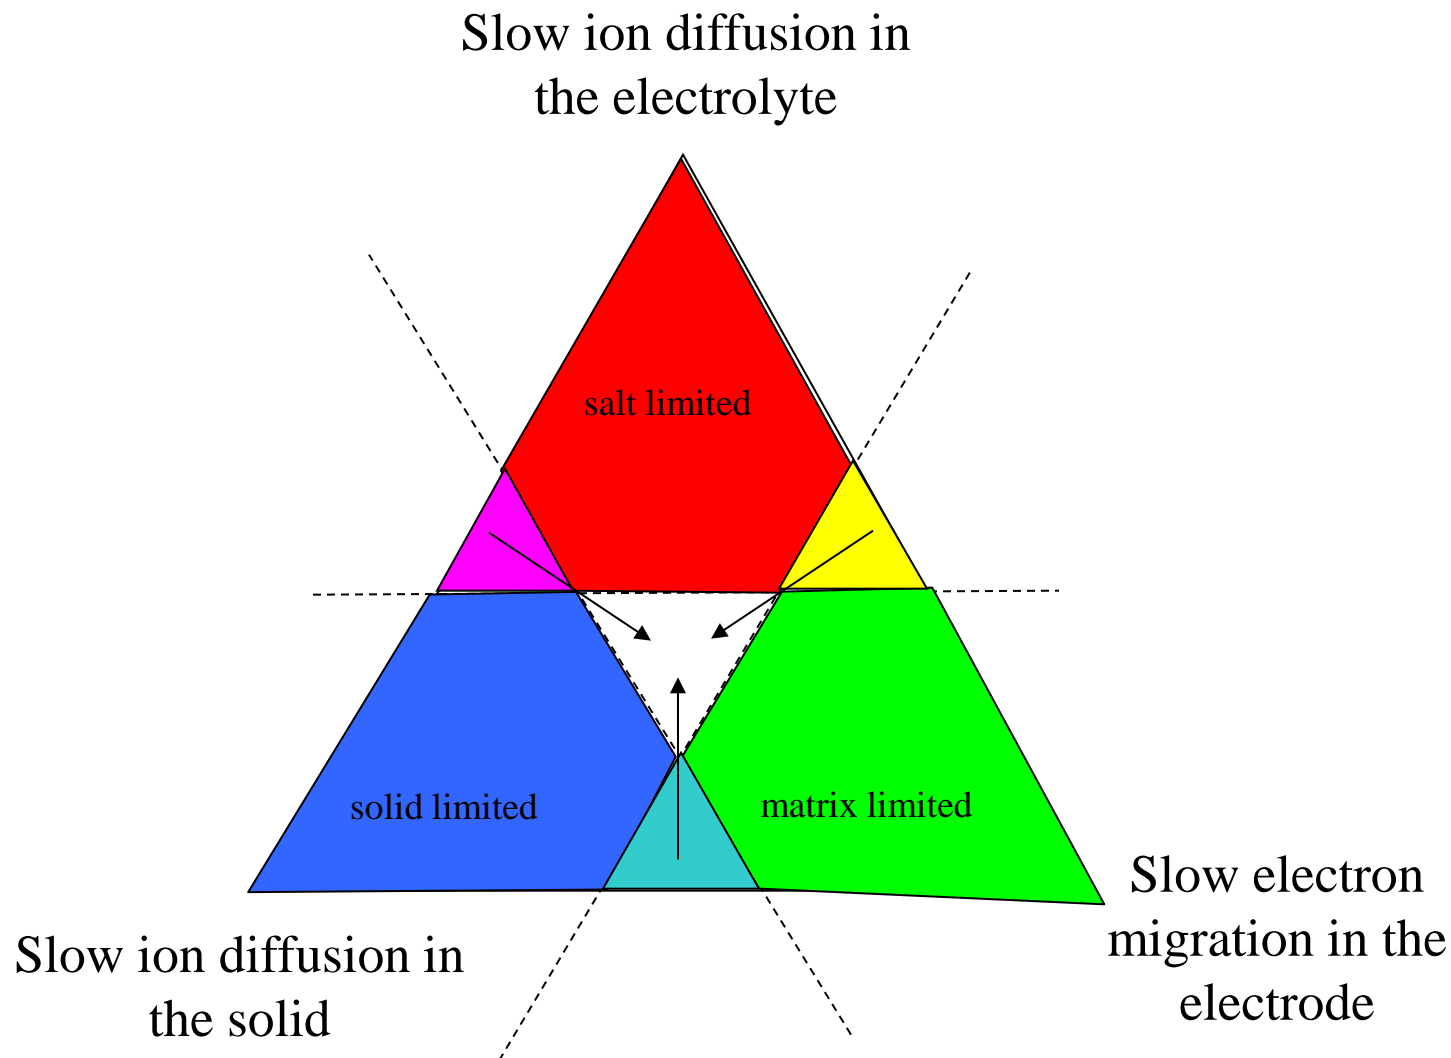 Slow ion diffusion in
the electrolyte
salt limited
solid limited
matrix limited
Slow electron
migration in the
electrode
Slow ion diffusion in
the solid